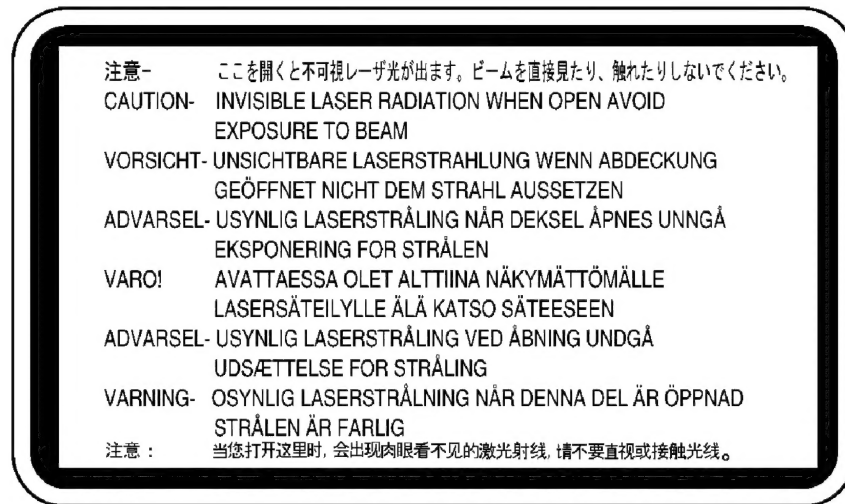 注意- ここを開くと不可視レーザ光が出ます。ビームを直接見たり、触れたりしないでください。
CAUTION- INVISIBLE LASER RADIATION WHEN OPEN AVOID
EXPOSURE TO BEAM
VORSICHT- UNSICHTBARE LASERSTRAHLUNG WENN ABDECKUNG
GEÖFFNET NICHT DEM STRAHL AUSSETZEN
ADVARSEL- USYNLIG LASERSTRÅLING NÅR DEKSEL ÅPNES UNNGÅ
EKSPONERING FOR STRÅLEN
VARO! AVATTAESSA OLET ALTTIINA NÄKYMÄTTÖMÄLLE
LASERSÄTEILYLLE ÄLÄ KATSO SÄTEESEEN
ADVARSEL- USYNLIG LASERSTRÅLING VED ÅBNING UNDGÅ
UDSÆTTELSE FOR STRÅLING
VARNING- OSYNLIG LASERSTRÅLNING NÅR DENNA DEL ÄR ÖPPNAD
STRÅLEN ÄR FARLIG
注意： 当您打开这里时, 会出现肉眼看不见的激光射线, 请不要直视或接触光线。